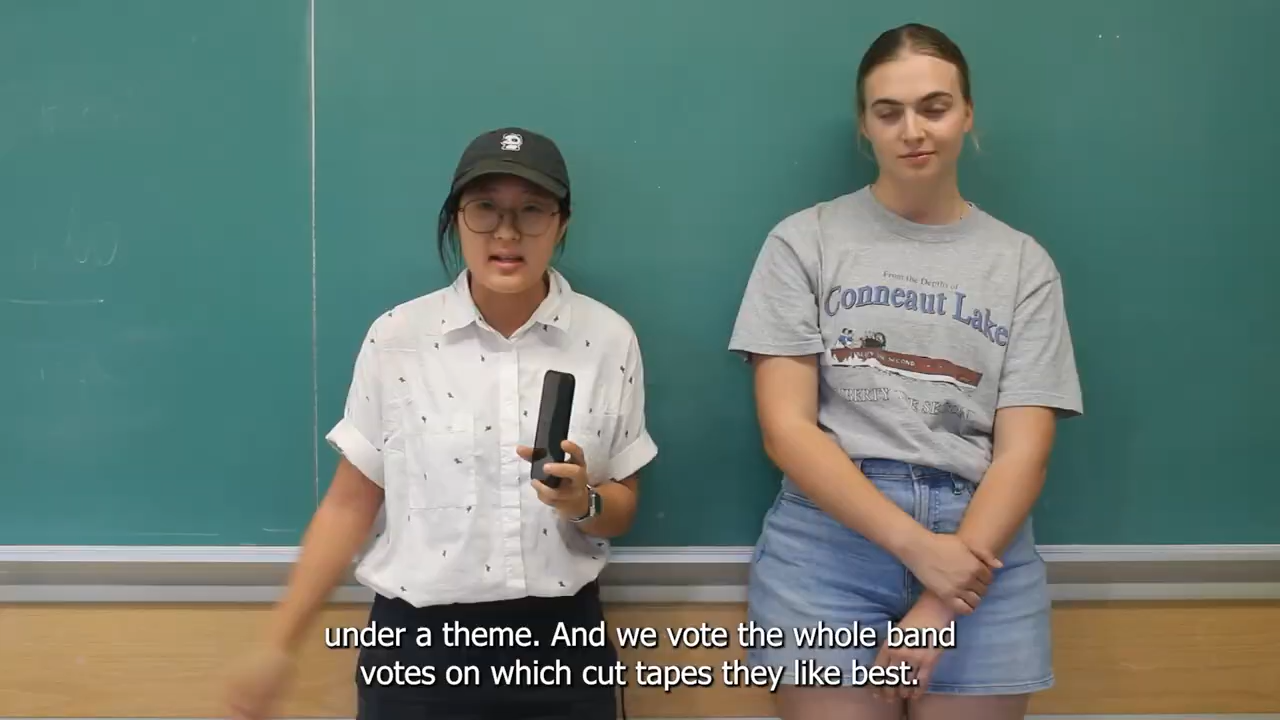 From the Depths of
Conneaut Lake
under a theme. And we vote the whole band
votes on which cut tapes they like best.